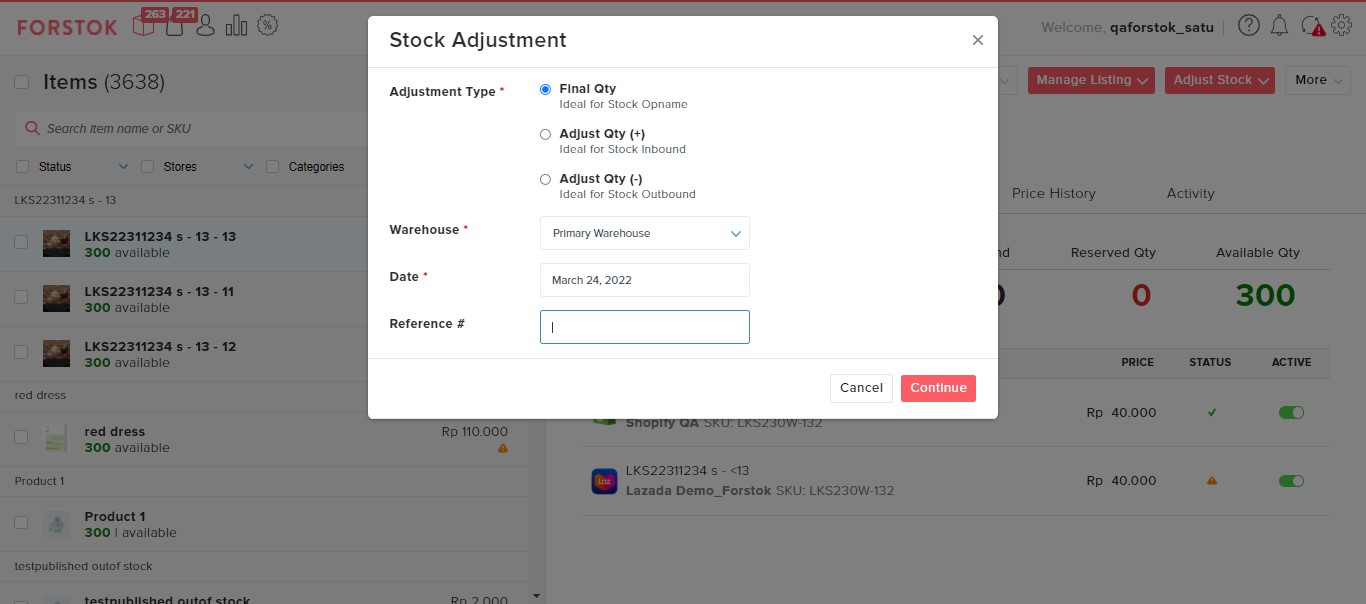 FORSTOK
263
221
Welcome, qaforstok_satu
Items (3638)
Search item name or SKU
Status
Stores
Categories
Manage Listing
Adjust Stock
More
Stock Adjustment
Adjustment Type *
Final Qty
Ideal for Stock Opname
Adjust Qty (+)
Ideal for Stock Inbound
Adjust Qty (-)
Ideal for Stock Outbound
Warehouse *
Primary Warehouse
Date *
March 24, 2022
Reference #
Cancel
Continue
LKS22311234 s - 13
LKS22311234 s - 13 - 13
300 available
LKS22311234 s - 13 - 11
300 available
LKS22311234 s - 13 - 12
300 available
red dress
red dress
Rp 110.000
300 available
Product 1
Product 1
300 | available
testpublished outof stock
testpublished outof stock
Rp 2.000
Price History
Activity
Reserved Qty
Available Qty
0
300
PRICE
STATUS
ACTIVE
Rp 40.000
Shopify QA SKU: LKS230W-132
LKS22311234 s - <13
Lazada Demo_Forstok SKU: LKS230W-132
Rp 40.000